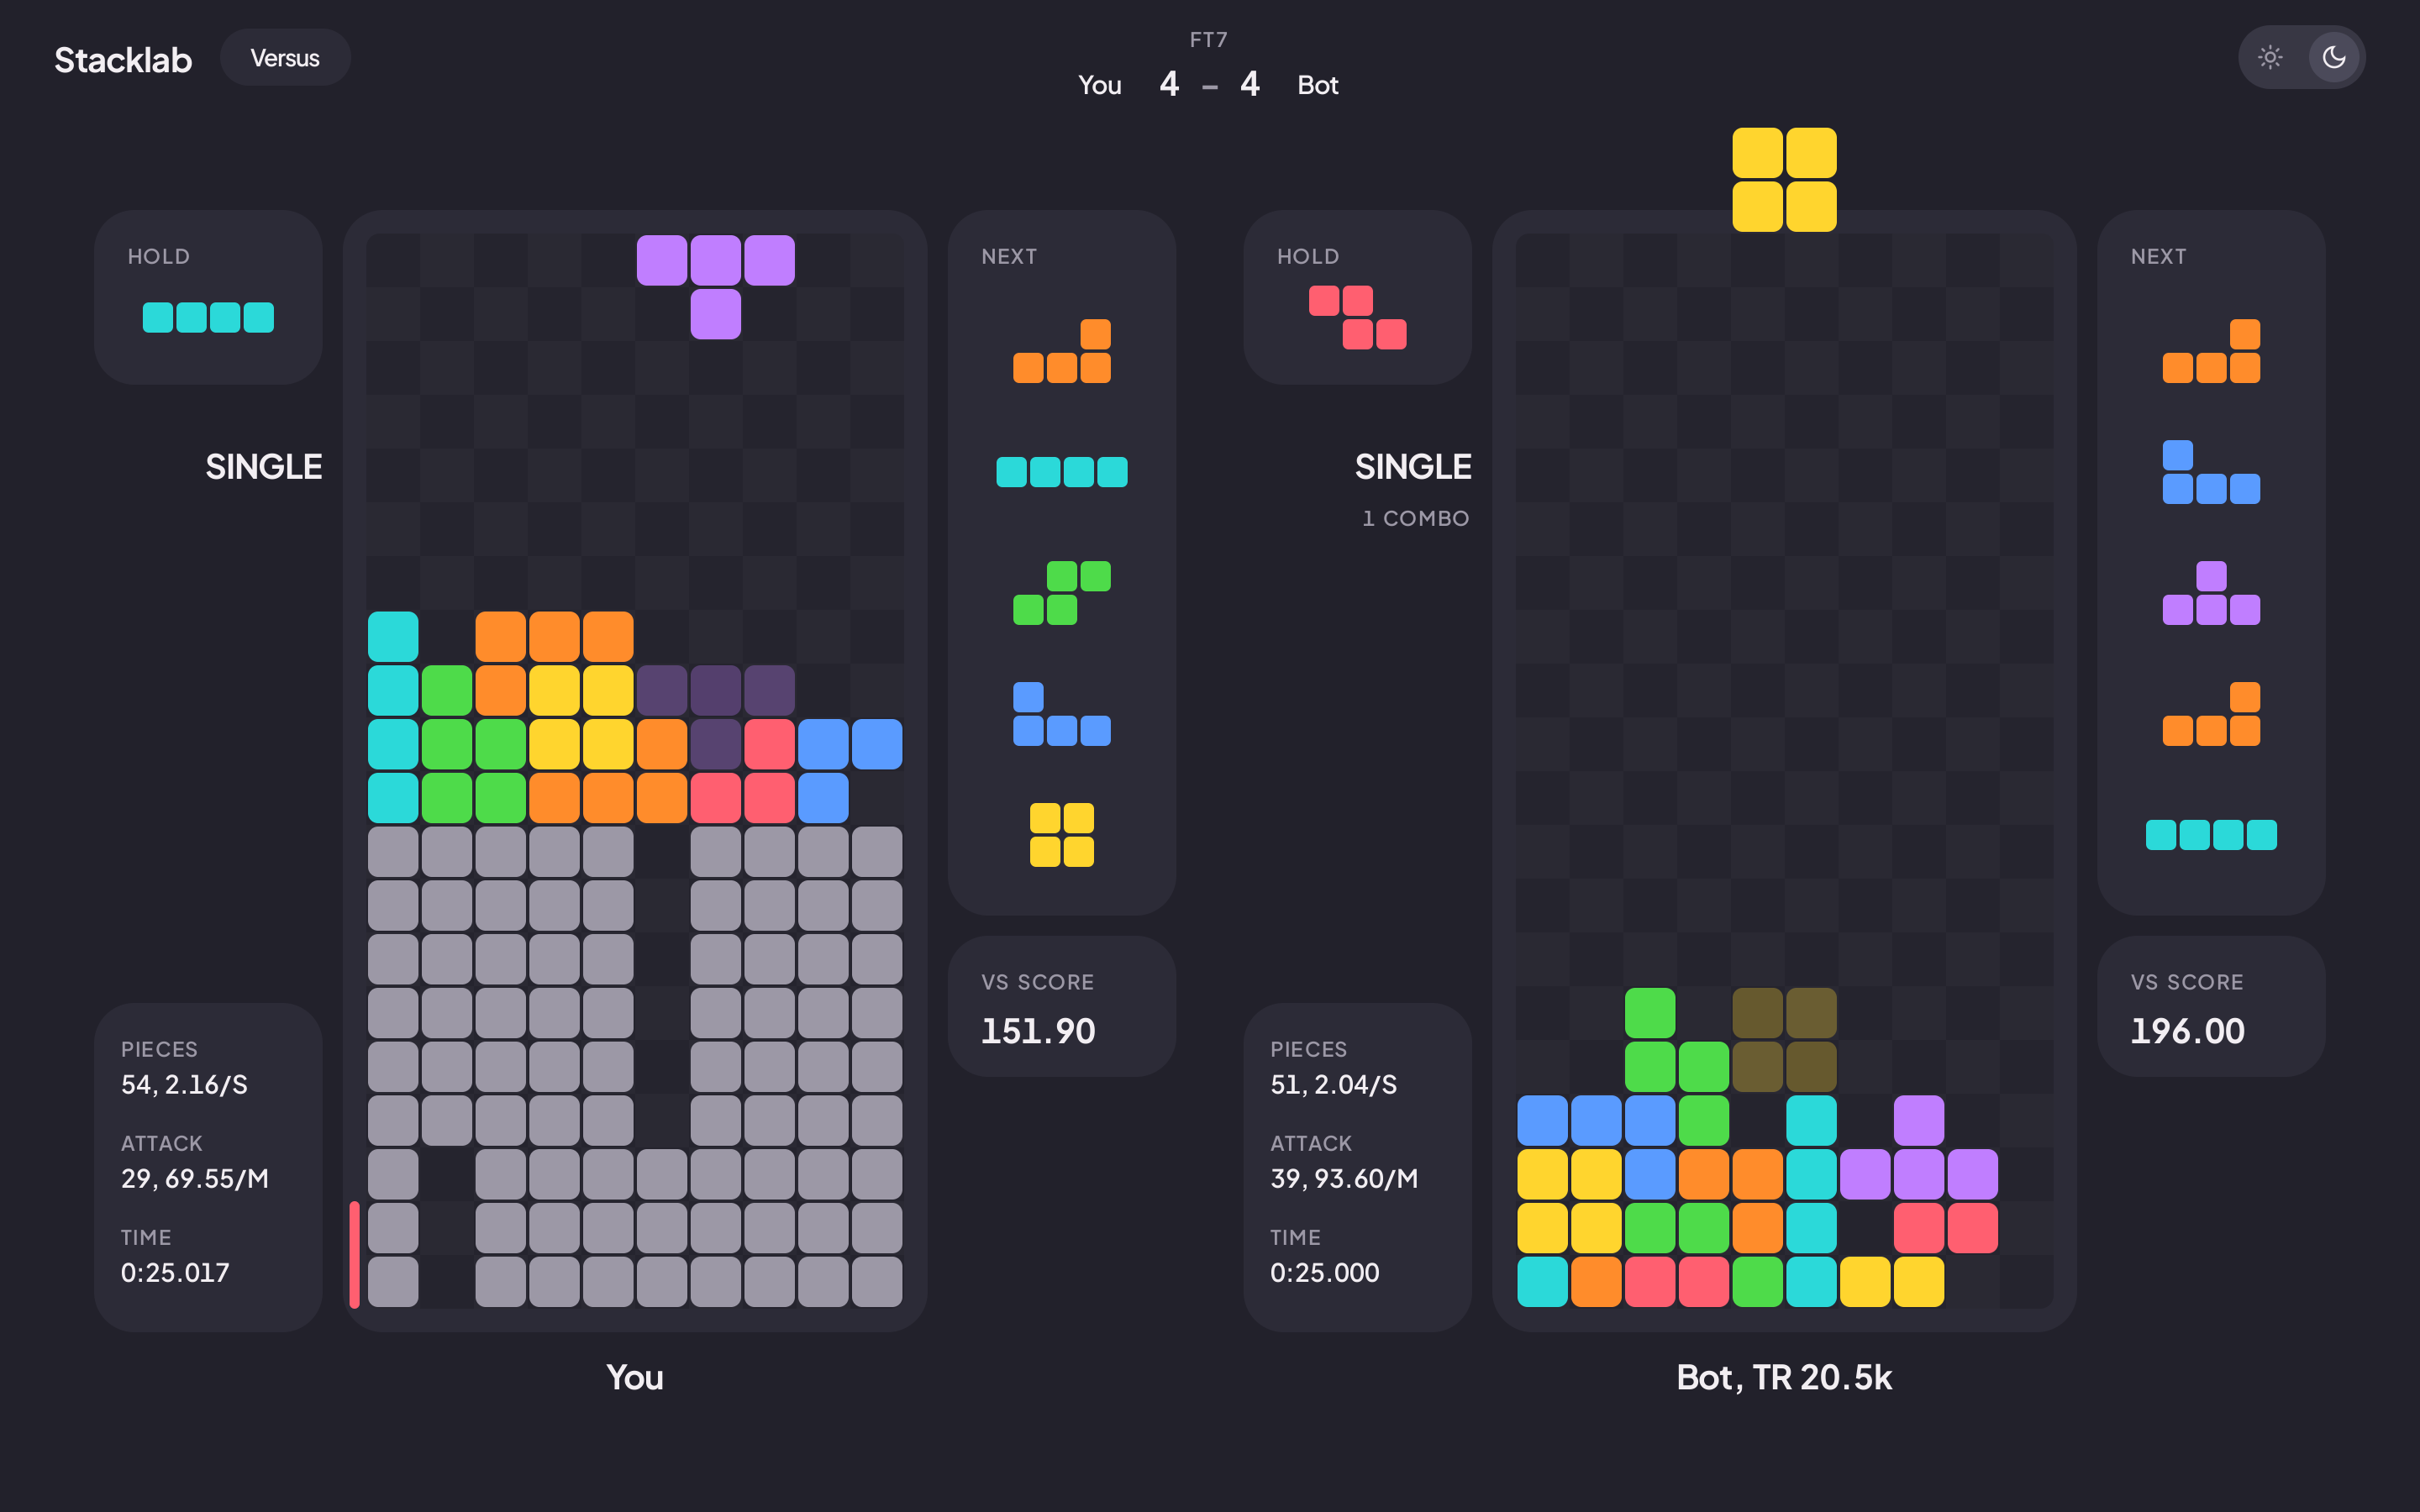 Stacklab
Versus
FT7
You 4 – 4 Bot
HOLD
SINGLE
PIECES
54, 2.16/S
ATTACK
29, 69.55/M
TIME
0:25.017
NEXT
VS SCORE
151.90
You
HOLD
SINGLE
1 COMBO
PIECES
51, 2.04/S
ATTACK
39, 93.60/M
TIME
0:25.000
NEXT
VS SCORE
196.00
Bot, TR 20.5k